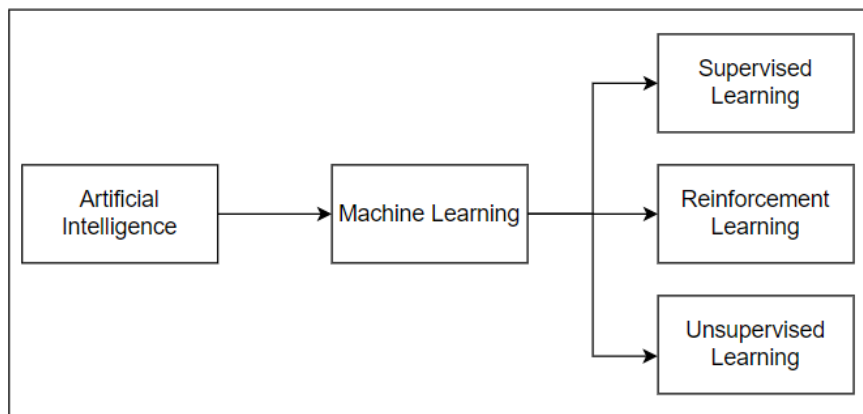 Supervised
Learning
Artificial
Intelligence
Machine Learning
Reinforcement
Learning
Unsupervised
Learning